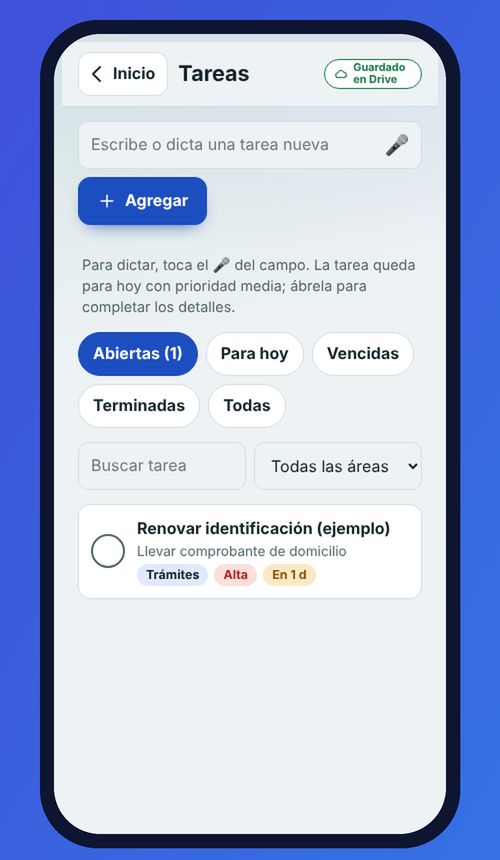 Inicio
Tareas
Guardado
en Drive
Escribe o dicta una tarea nueva 🎤
+ Agregar
Para dictar, toca el 🎤 del campo. La tarea queda
para hoy con prioridad media; ábrela para
completar los detalles.
Abiertas (1)
Para hoy
Vencidas
Terminadas
Todas
Buscar tarea
Todas las áreas
Renovar identificación (ejemplo)
Llevar comprobante de domicilio
Trámites
Alta
En 1 d